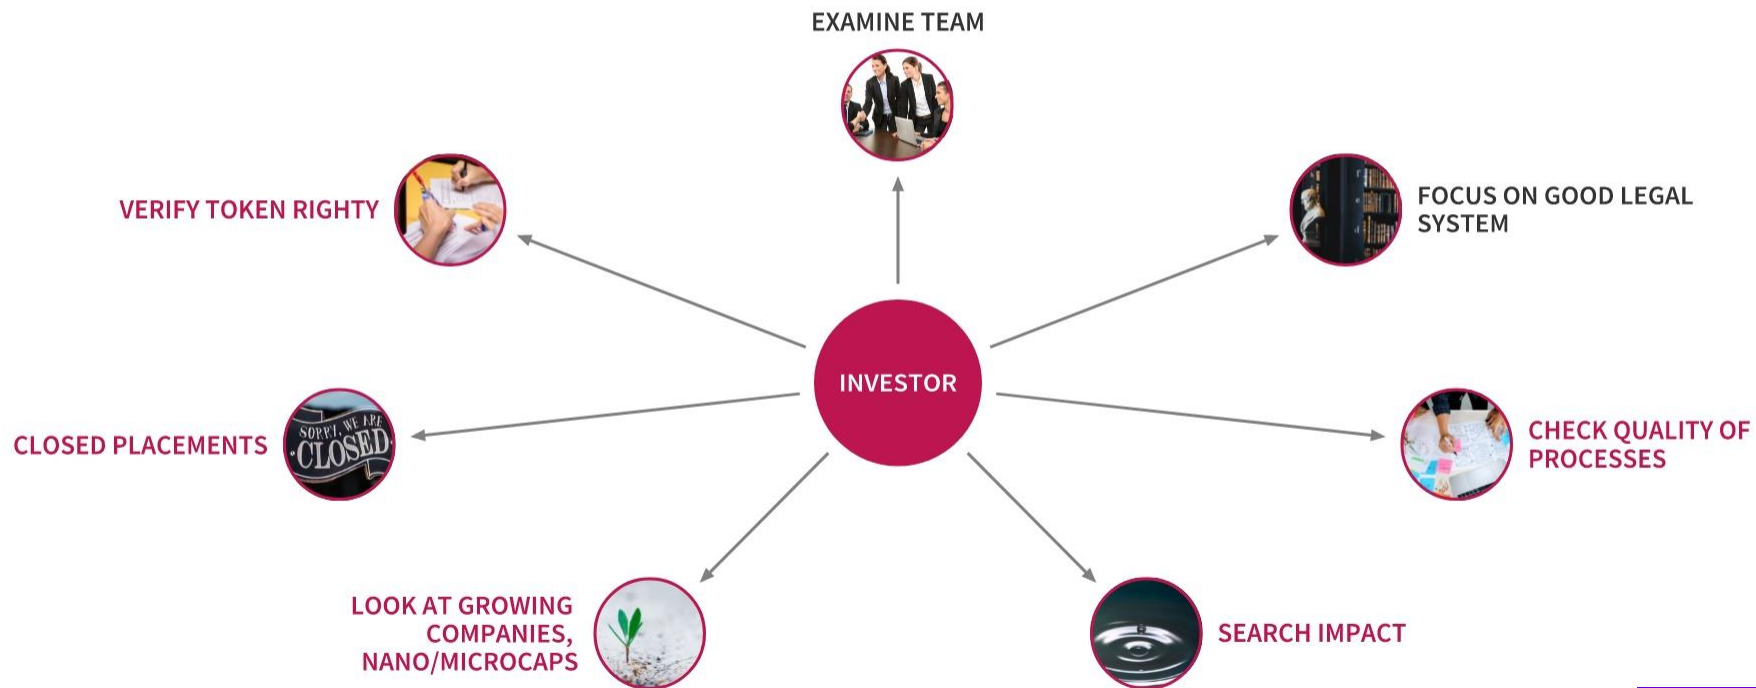 EXAMINE TEAM
VERIFY TOKEN RIGHTY
FOCUS ON GOOD LEGAL
SYSTEM
INVESTOR
CLOSED PLACEMENTS
SORRY, WE ARE
CLOSED
CHECK QUALITY OF
PROCESSES
LOOK AT GROWING
COMPANIES,
NANO/MICROCAPS
SEARCH IMPACT